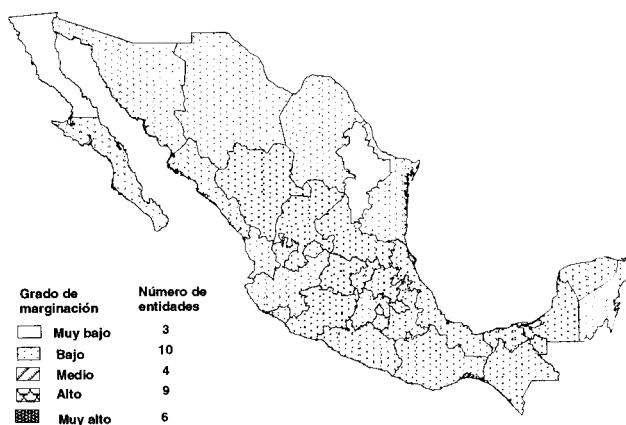 Grado de marginación
Número de entidades
Muy bajo 3
Bajo 10
Medio 4
Alto 9
Muy alto 6